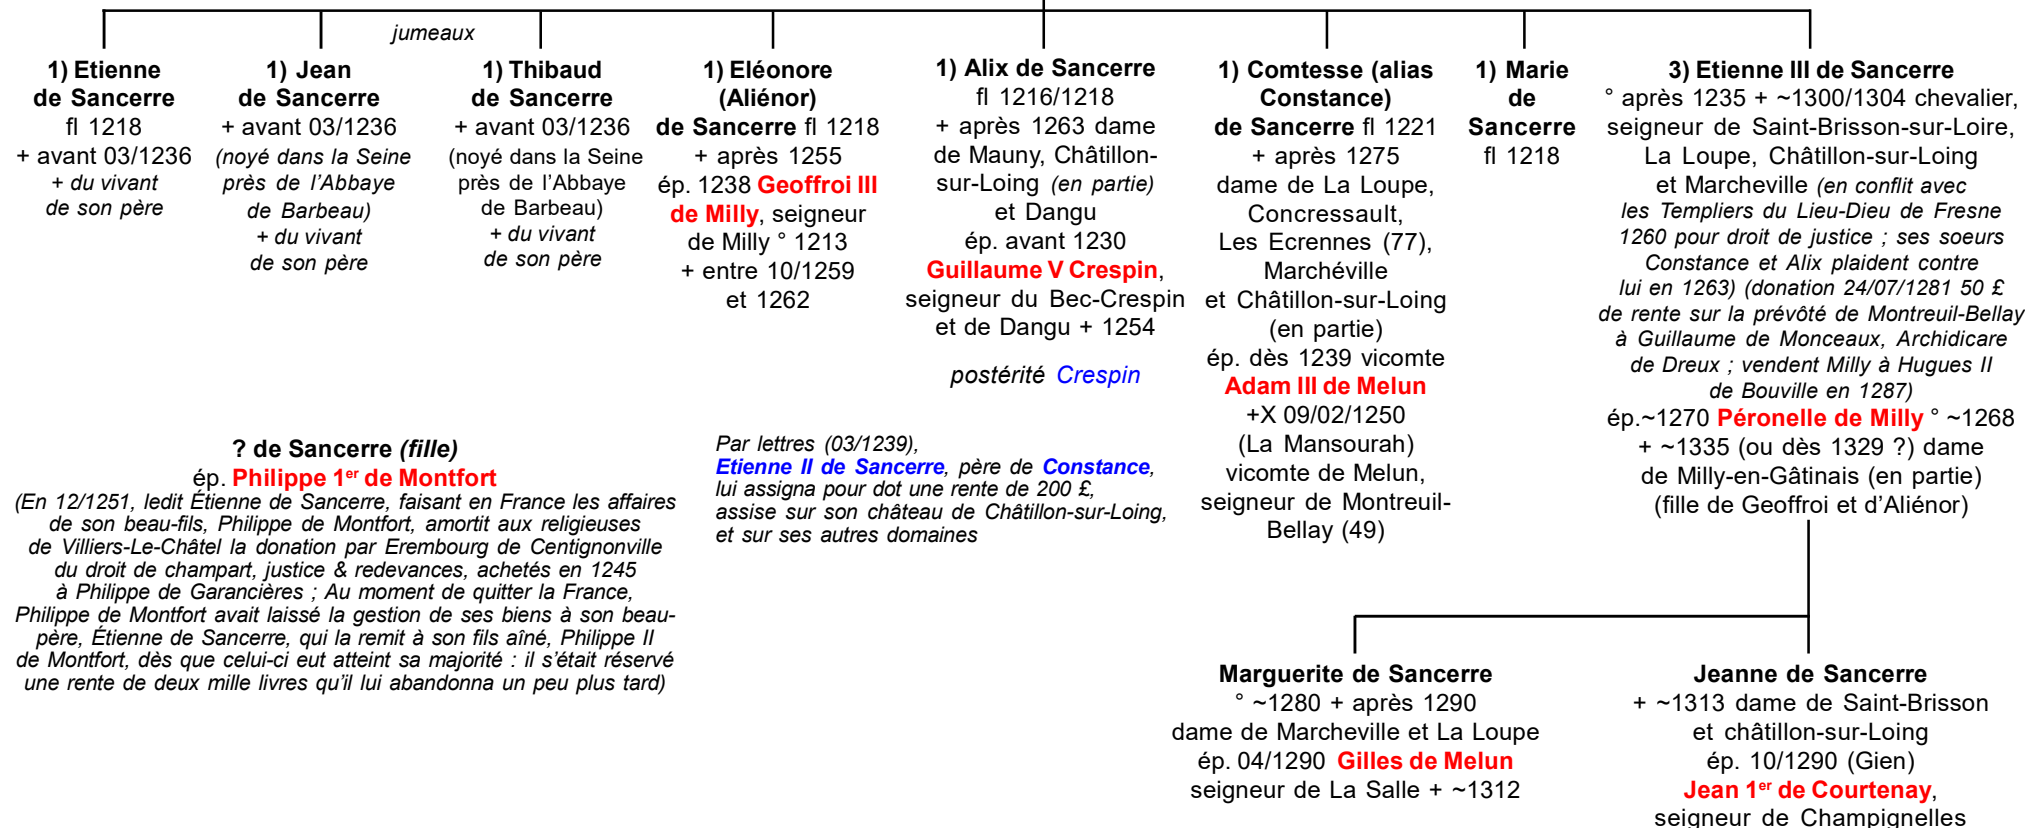 jumeaux
1) Etienne
de Sancerre
fl 1218
+ avant 03/1236
+ du vivant
de son père
1) Jean
de Sancerre
+ avant 03/1236
(noyé dans la Seine
près de l'Abbaye
de Barbeau)
+ du vivant
de son père
1) Thibaud
de Sancerre
+ avant 03/1236
(noyé dans la Seine
près de l'Abbaye
de Barbeau)
+ du vivant
de son père
1) Eléonore
(Aliénor)
de Sancerre fl 1218
+ après 1255
ép. 1238 Geoffroi III
de Milly, seigneur
de Milly ° 1213
+ entre 10/1259
et 1262
1) Alix de Sancerre
fl 1216/1218
+ après 1263 dame
de Mauny, Châtillon-
sur-Loing (en partie)
et Dangu
ép. avant 1230
Guillaume V Crespin,
seigneur du Bec-Crespin
et de Dangu + 1254
postérité Crespin
1) Comtesse (alias
Constance)
de Sancerre fl 1221
+ après 1275
dame de La Loupe,
Concressault,
Les Ecrennes (77),
Marchéville
et Châtillon-sur-Loing
(en partie)
ép. dès 1239 vicomte
Adam III de Melun
+X 09/02/1250
(La Mansourah)
vicomte de Melun,
seigneur de Montreuil-
Bellay (49)
1) Marie
de
Sancerre
fl 1218
3) Etienne III de Sancerre
° après 1235 + ~1300/1304 chevalier,
seigneur de Saint-Brisson-sur-Loire,
La Loupe, Châtillon-sur-Loing
et Marcheville (en conflit avec
les Templiers du Lieu-Dieu de Fresne
1260 pour droit de justice ; ses soeurs
Constance et Alix plaident contre
lui en 1263) (donation 24/07/1281 50 £
de rente sur la prévôté de Montreuil-Bellay
à Guillaume de Monceaux, Archidicare
de Dreux ; vendent Milly à Hugues II
de Bouville en 1287)
ép.~1270 Péronelle de Milly ° ~1268
+ ~1335 (ou dès 1329 ?) dame
de Milly-en-Gâtinais (en partie)
(fille de Geoffroi et d'Aliénor)
? de Sancerre (fille)
ép. Philippe 1er de Montfort
(En 12/1251, ledit Étienne de Sancerre, faisant en France les affaires
de son beau-fils, Philippe de Montfort, amortit aux religieuses
de Villiers-Le-Châtel la donation par Erembourg de Centignonville
du droit de champart, justice & redevances, achetés en 1245
à Philippe de Garancières ; Au moment de quitter la France,
Philippe de Montfort avait laissé la gestion de ses biens à son beau-
père, Étienne de Sancerre, qui la remit à son fils aîné, Philippe II
de Montfort, dès que celui-ci eut atteint sa majorité : il s'était réservé
une rente de deux mille livres qu'il lui abandonna un peu plus tard)
Par lettres (03/1239),
Etienne II de Sancerre, père de Constance,
lui assigna pour dot une rente de 200 £,
assise sur son château de Châtillon-sur-Loing,
et sur ses autres domaines
Marguerite de Sancerre
° ~1280 + après 1290
dame de Marcheville et La Loupe
ép. 04/1290 Gilles de Melun
seigneur de La Salle + ~1312
Jeanne de Sancerre
+ ~1313 dame de Saint-Brisson
et châtillon-sur-Loing
ép. 10/1290 (Gien)
Jean 1er de Courtenay,
seigneur de Champignelles